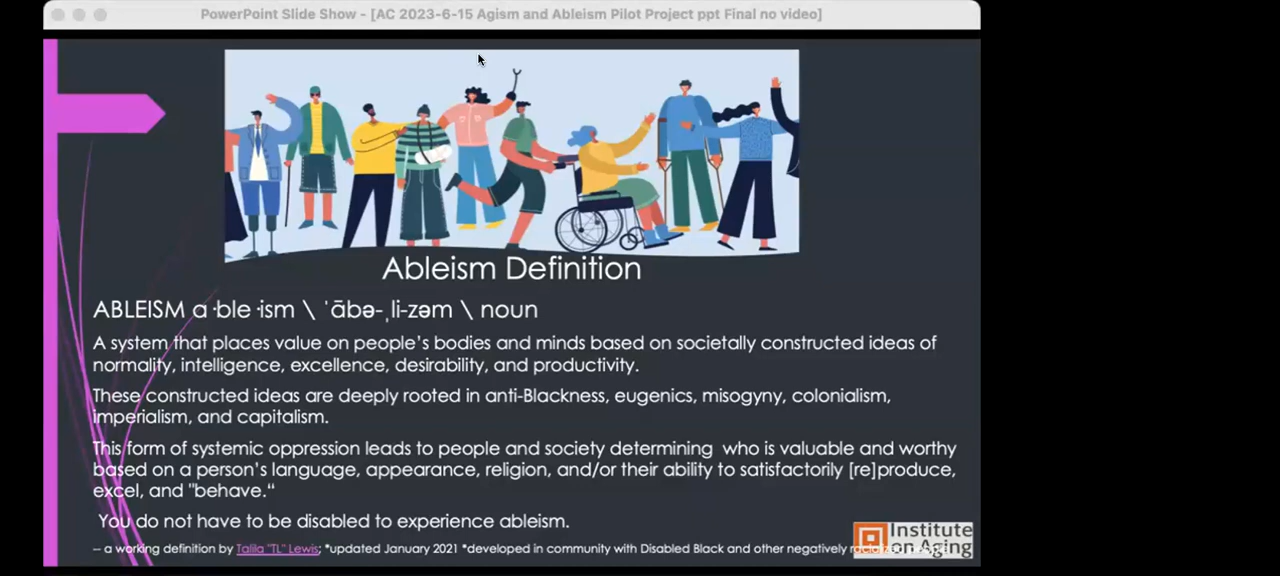 PowerPoint Slide Show - [AC 2023-6-15 Agism and Ableism Pilot Project ppt Final no video]
Ableism Definition
ABLEISM a ·ble ·ism \ ˈābə-ˌli-zəm \ noun
A system that places value on people’s bodies and minds based on societally constructed ideas of
normality, intelligence, excellence, desirability, and productivity.
These constructed ideas are deeply rooted in anti-Blackness, eugenics, misogyny, colonialism,
imperialism, and capitalism.
This form of systemic oppression leads to people and society determining who is valuable and worthy
based on a person’s language, appearance, religion, and/or their ability to satisfactorily [re]produce,
excel, and "behave.“
You do not have to be disabled to experience ableism.
– a working definition by Talila "TL" Lewis; *updated January 2021 *developed in community with Disabled Black and other negatively
Institute
on Aging